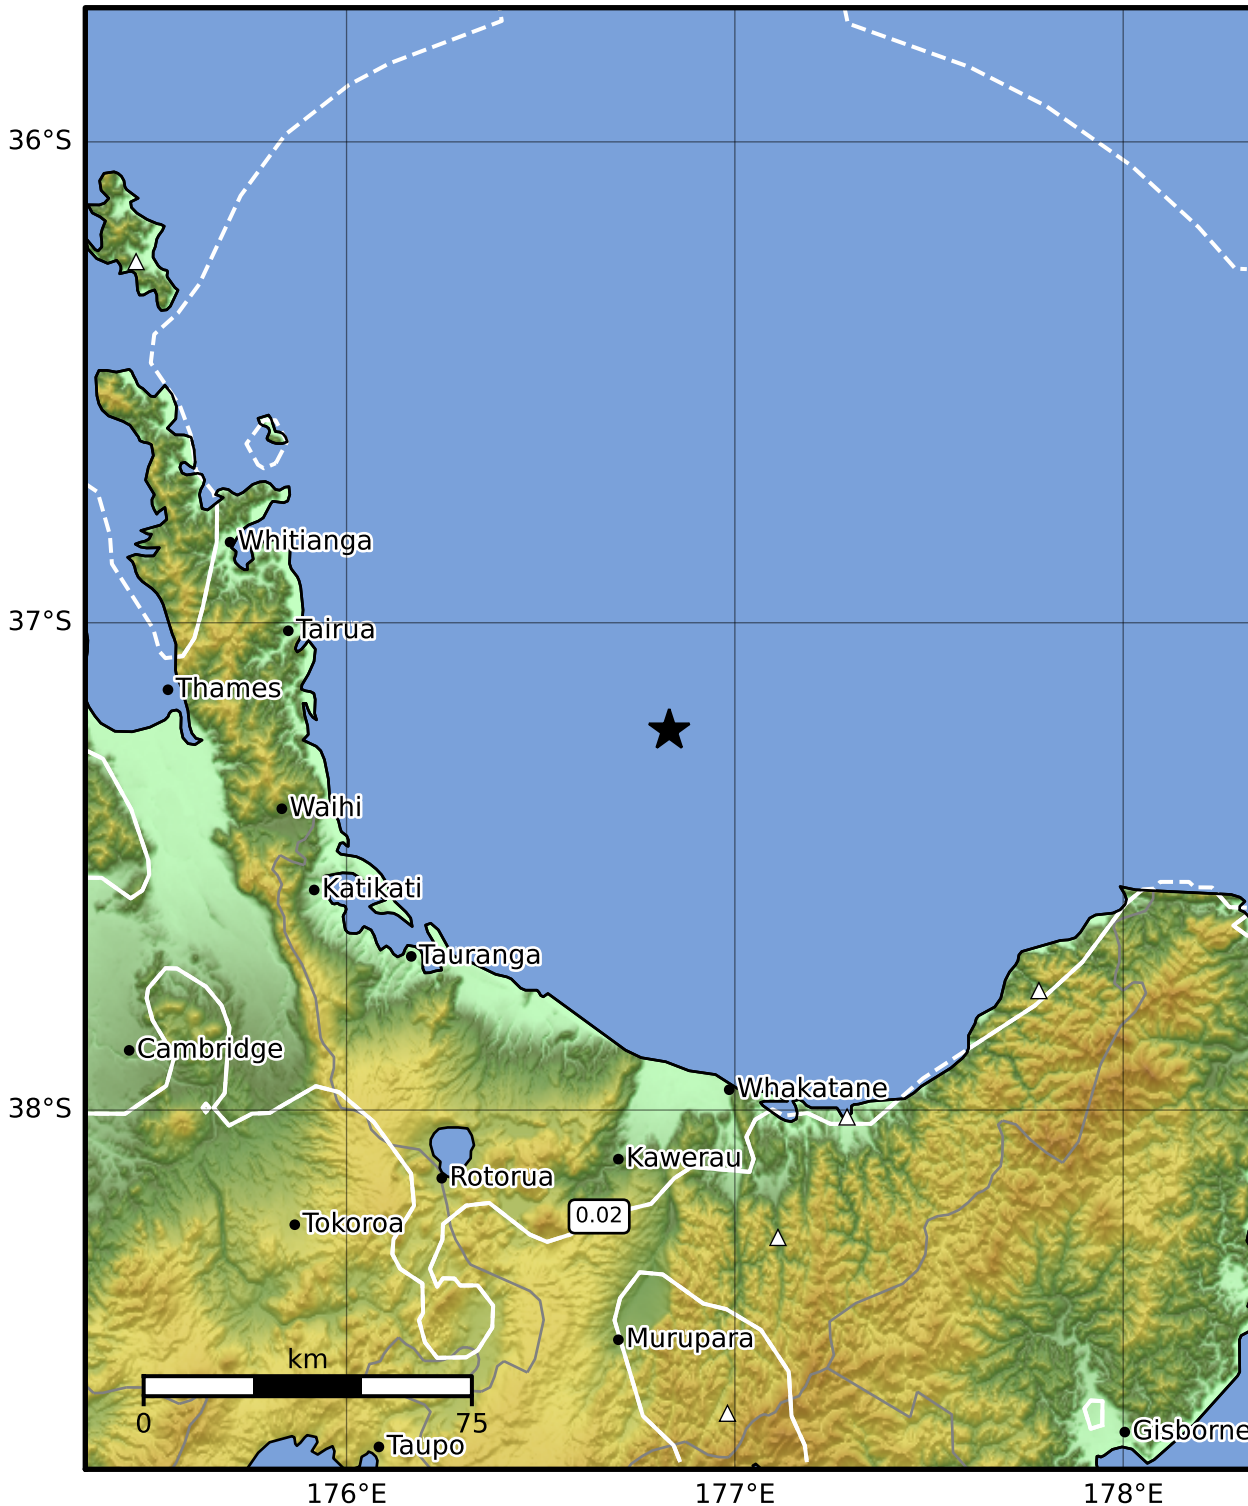 36°S
Whitianga
37°S
Tairua
Thames
Waihi
Katikati
Tauranga
Cambridge
Whakatane
38°S
Kawerau
Rotorua
0.02
Tokoroa
Murupara
km
0
75
Gisborne
Taupo
176°E
177°E
178°E